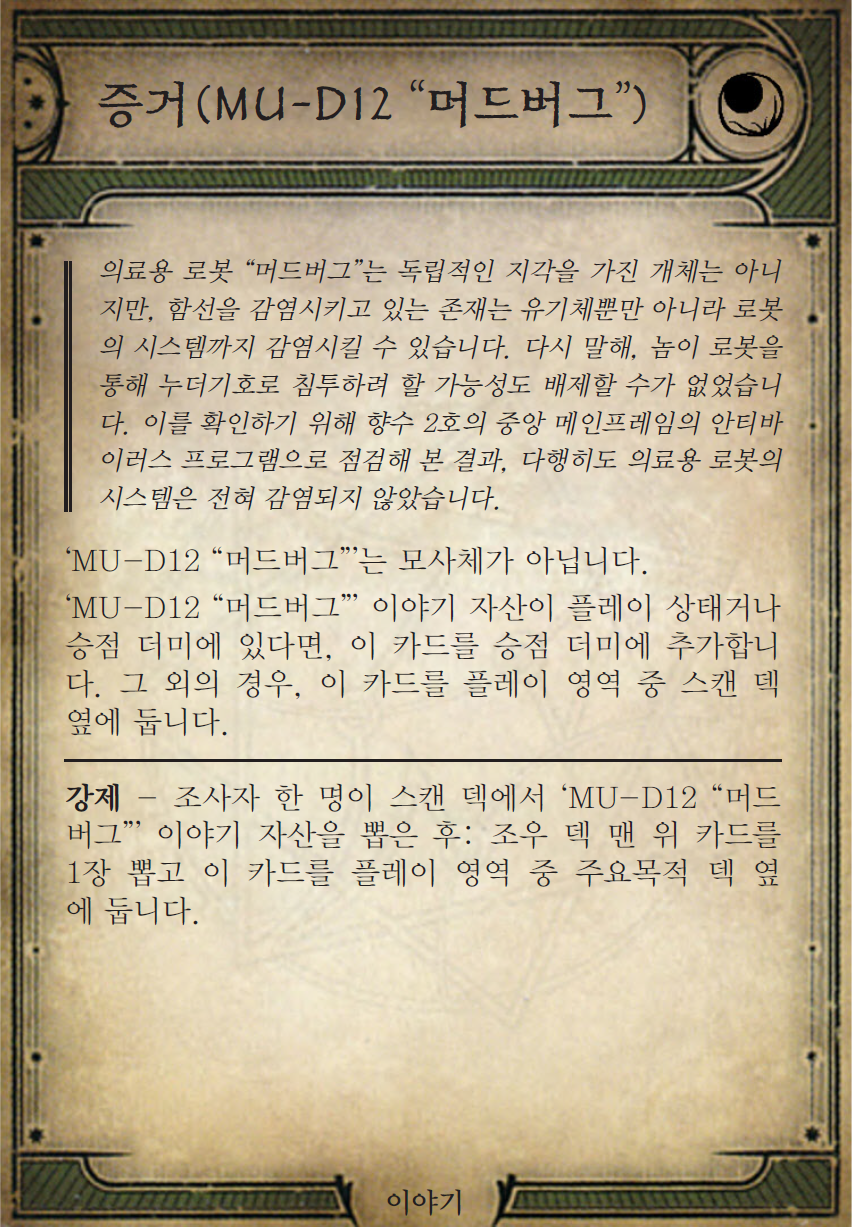 증거(MU-D12 “머드버그”)
의료용 로봇 “머드버그”는 독립적인 지각을 가진 개체는 아니
지만, 함선을 감염시키고 있는 존재는 유기체뿐만 아니라 로봇
의 시스템까지 감염시킬 수 있습니다. 다시 말해, 놈이 로봇을
통해 누더기호로 침투하려 할 가능성도 배제할 수가 없었습니
다. 이를 확인하기 위해 향수 2호의 중앙 메인프레임의 안티바
이러스 프로그램으로 점검해 본 결과, 다행히도 의료용 로봇의
시스템은 전혀 감염되지 않았습니다.
‘MU-D12 “머드버그”’는 모사체가 아닙니다.
‘MU-D12 “머드버그”’ 이야기 자산이 플레이 상태거나
승점 더미에 있다면, 이 카드를 승점 더미에 추가합니
다. 그 외의 경우, 이 카드를 플레이 영역 중 스캔 덱
옆에 둡니다.
강제 – 조사자 한 명이 스캔 덱에서 ‘MU-D12 “머드
버그”’ 이야기 자산을 뽑은 후: 조우 덱 맨 위 카드를
1장 뽑고 이 카드를 플레이 영역 중 주요목적 덱 옆
에 둡니다.
이야기